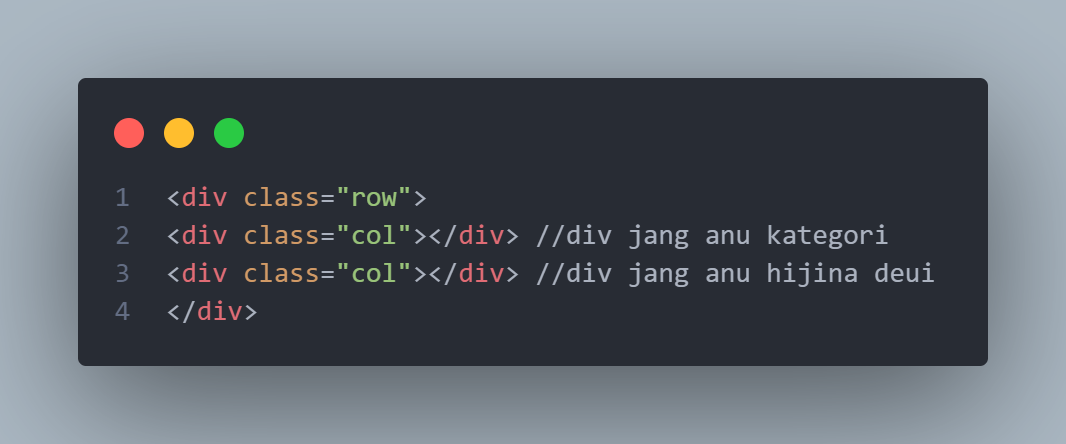 1 <div class="row">
2 <div class="col"></div> //div jang anu kategori
3 <div class="col"></div> //div jang anu hijina deui
4 </div>